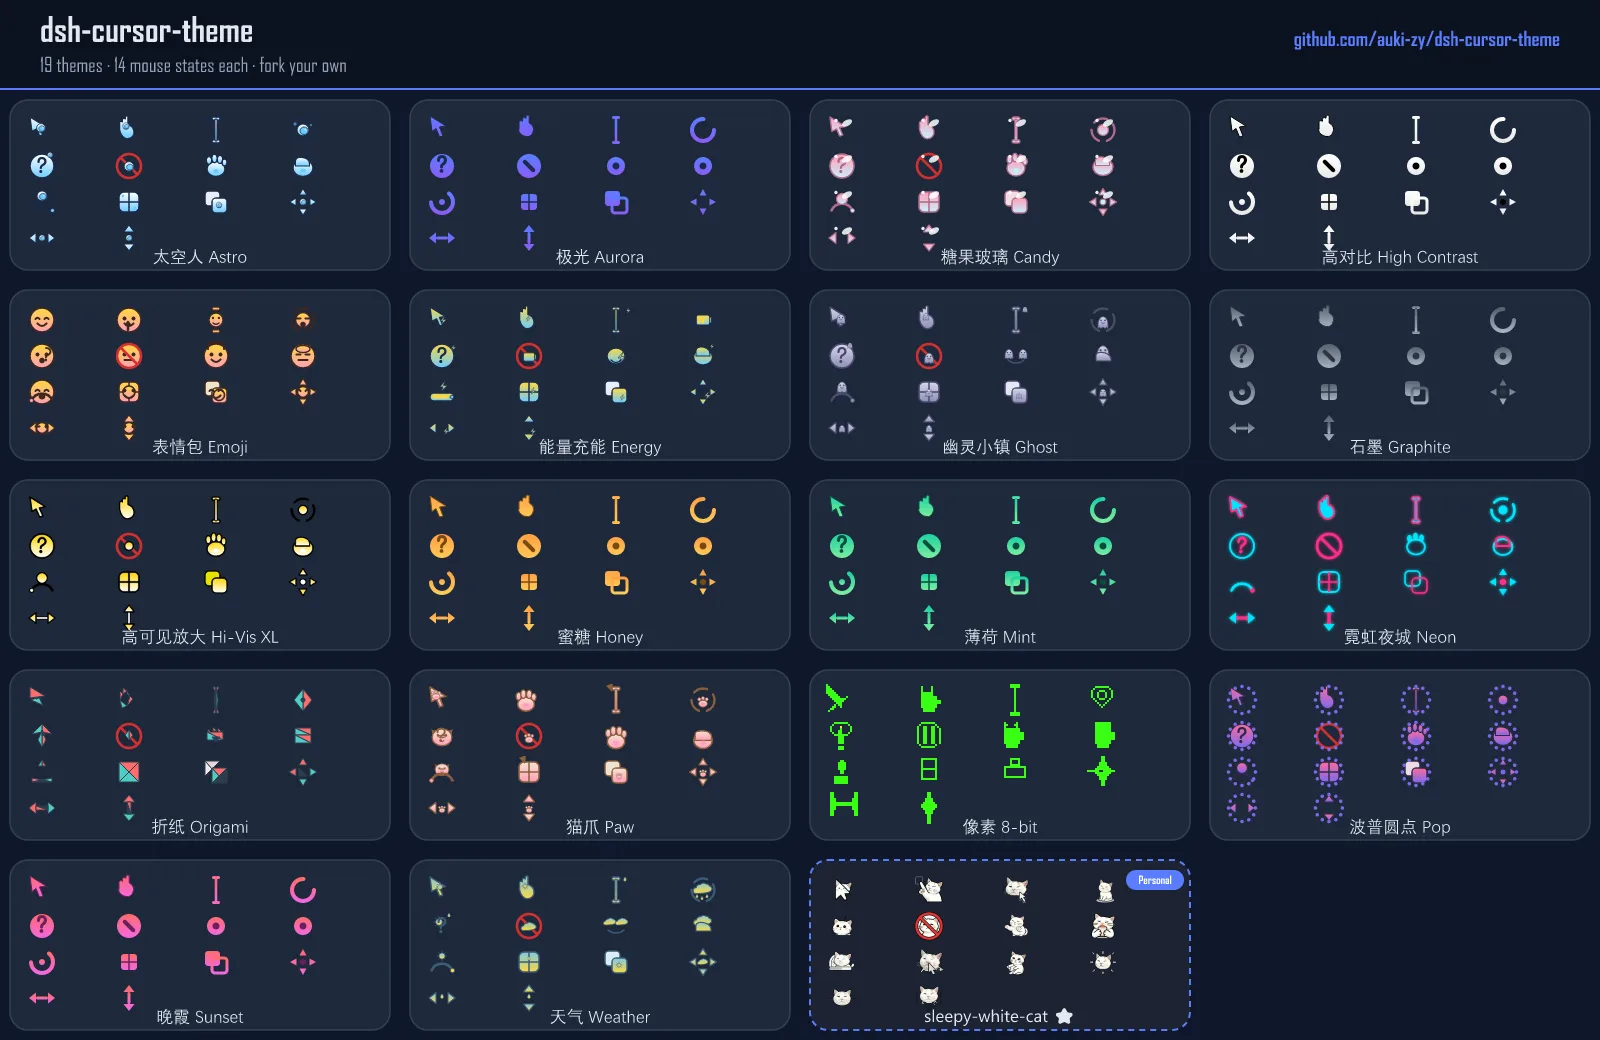 dsh-cursor-theme
19 themes · 14 mouse states each · fork your own
github.com/auki-zy/dsh-cursor-theme
太空人 Astro
极光 Aurora
糖果玻璃 Candy
高对比 High Contrast
表情包 Emoji
能量充能 Energy
幽灵小镇 Ghost
石墨 Graphite
高可见放大 Hi-Vis XL
蜜糖 Honey
薄荷 Mint
霓虹夜城 Neon
折纸 Origami
猫爪 Paw
像素 8-bit
波普圆点 Pop
晚霞 Sunset
天气 Weather
Personal
sleepy-white-cat